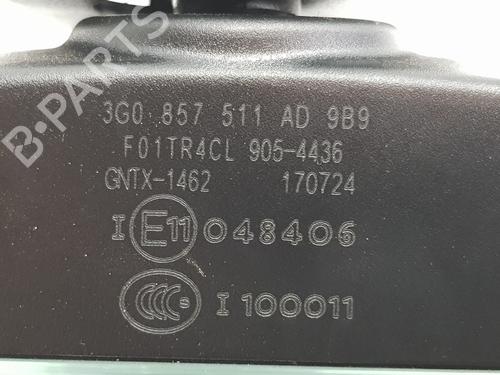 B-PARTS
3G0 857 511 AD 9B9
F01TR4CL 905-4436
GNTX-1462 170724
I E11 048406
CCC S I 100011